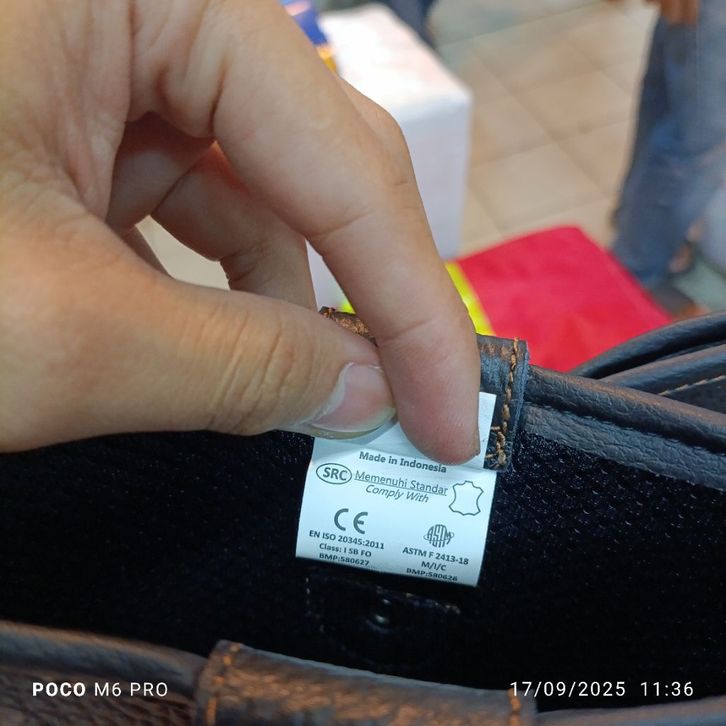 Made in Indonesia
SRC Memenuhi Standar
Comply With
CE
EN ISO 20345:2011
Class: I SB FO
BMP:580627
ASTM
ASTM F 2413-18
M/I/C
BMP:580626
POCO M6 PRO
17/09/2025 11:36